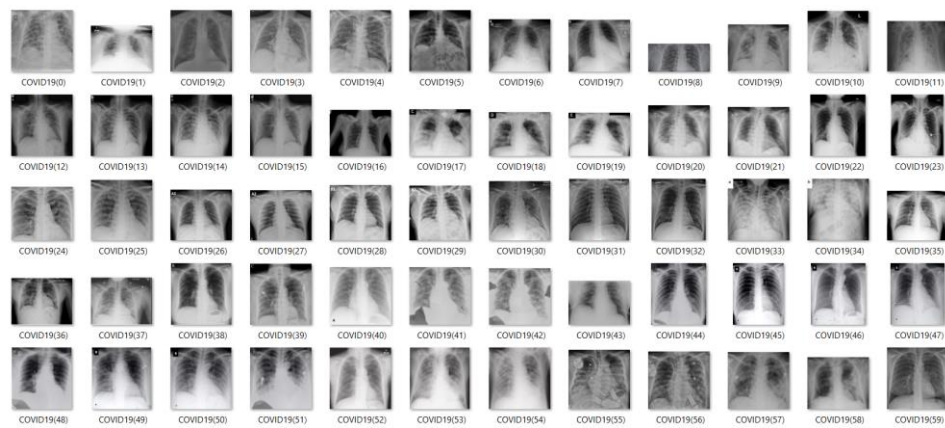 COVID19(0) COVID19(1) COVID19(2) COVID19(3) COVID19(4) COVID19(5) COVID19(6) COVID19(7) COVID19(8) COVID19(9) COVID19(10) COVID19(11)
COVID19(12) COVID19(13) COVID19(14) COVID19(15) COVID19(16) COVID19(17) COVID19(18) COVID19(19) COVID19(20) COVID19(21) COVID19(22) COVID19(23)
COVID19(24) COVID19(25) COVID19(26) COVID19(27) COVID19(28) COVID19(29) COVID19(30) COVID19(31) COVID19(32) COVID19(33) COVID19(34) COVID19(35)
COVID19(36) COVID19(37) COVID19(38) COVID19(39) COVID19(40) COVID19(41) COVID19(42) COVID19(43) COVID19(44) COVID19(45) COVID19(46) COVID19(47)
COVID19(48) COVID19(49) COVID19(50) COVID19(51) COVID19(52) COVID19(53) COVID19(54) COVID19(55) COVID19(56) COVID19(57) COVID19(58) COVID19(59)